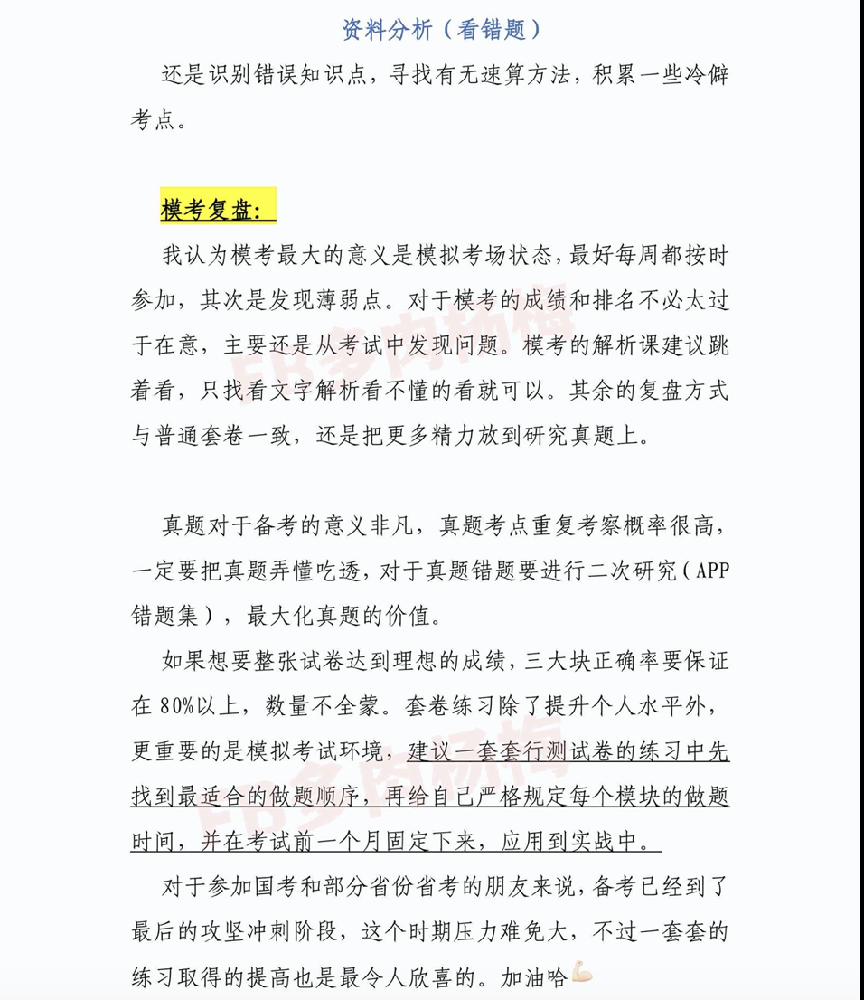 资料分析（看错题）
还是识别错误知识点，寻找有无速算方法，积累一些冷僻
考点。
模考复盘：
我认为模考最大的意义是模拟考场状态，最好每周都按时
参加，其次是发现薄弱点。对于模考的成绩和排名不必太过
于在意，主要还是从考试中发现问题。模考的解析课建议跳
着看，只找看文字解析看不懂的看就可以。其余的复盘方式
与普通套卷一致，还是把更多精力放到研究真题上。
FB多肉杨梅
真题对于备考的意义非凡，真题考点重复考察概率很高，
一定要把真题弄懂吃透，对于真题错题要进行二次研究（APP
错题集），最大化真题的价值。
如果想要整张试卷达到理想的成绩，三大块正确率要保证
在 80%以上，数量不全蒙。套卷练习除了提升个人水平外，
更重要的是模拟考试环境，建议一套套行测试卷的练习中先
找到最适合的做题顺序，再给自己严格规定每个模块的做题
时间，并在考试前一个月固定下来，应用到实战中。
FB多肉杨梅
对于参加国考和部分省份省考的朋友来说，备考已经到了
最后的攻坚冲刺阶段，这个时期压力难免大，不过一套套的
练习取得的提高也是最令人欣喜的。加油哈💪🏻